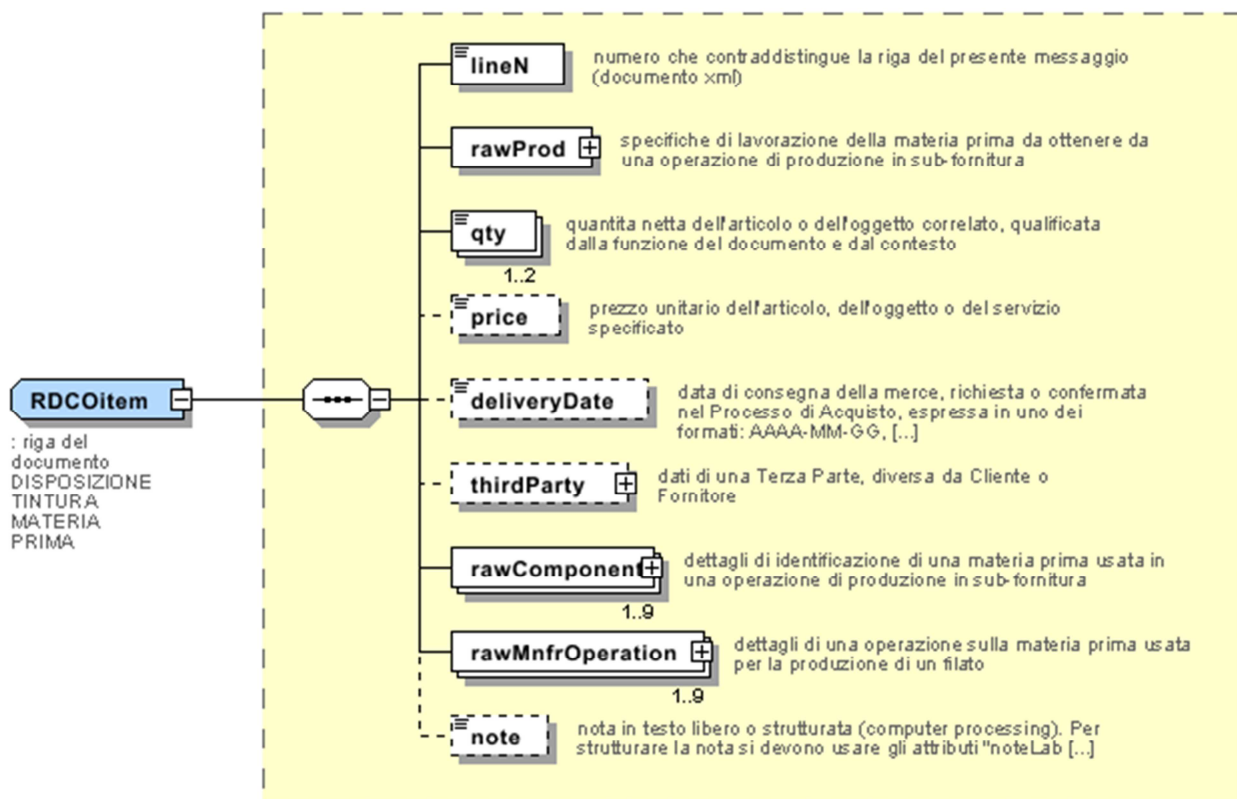 lineN
numero che contraddistingue la riga del presente messaggio
(documento xml)
rawProd
specifiche di lavorazione della materia prima da ottenere da
una operazione di produzione in sub-fornitura
qty
quantita netta dell'articolo o dell'oggetto correlato, qualificata
dalla funzione del documento e dal contesto
1..2
price
prezzo unitario dell'articolo, dell'oggetto o del servizio
specificato
RDCOitem
: riga del
documento
DISPOSIZIONE
TINTURA
MATERIA
PRIMA
deliveryDate
data di consegna della merce, richiesta o confermata
nel Processo di Acquisto, espressa in uno dei
formati: AAAA-MM-GG, [...]
thirdParty
dati di una Terza Parte, diversa da Cliente o
Fornitore
rawComponent
dettagli di identificazione di una materia prima usata in
una operazione di produzione in sub-fornitura
1..9
rawMnfrOperation
dettagli di una operazione sulla materia prima usata
per la produzione di un filato
1..9
note
nota in testo libero o strutturata (computer processing). Per
strutturare la nota si devono usare gli attributi "noteLab [...]